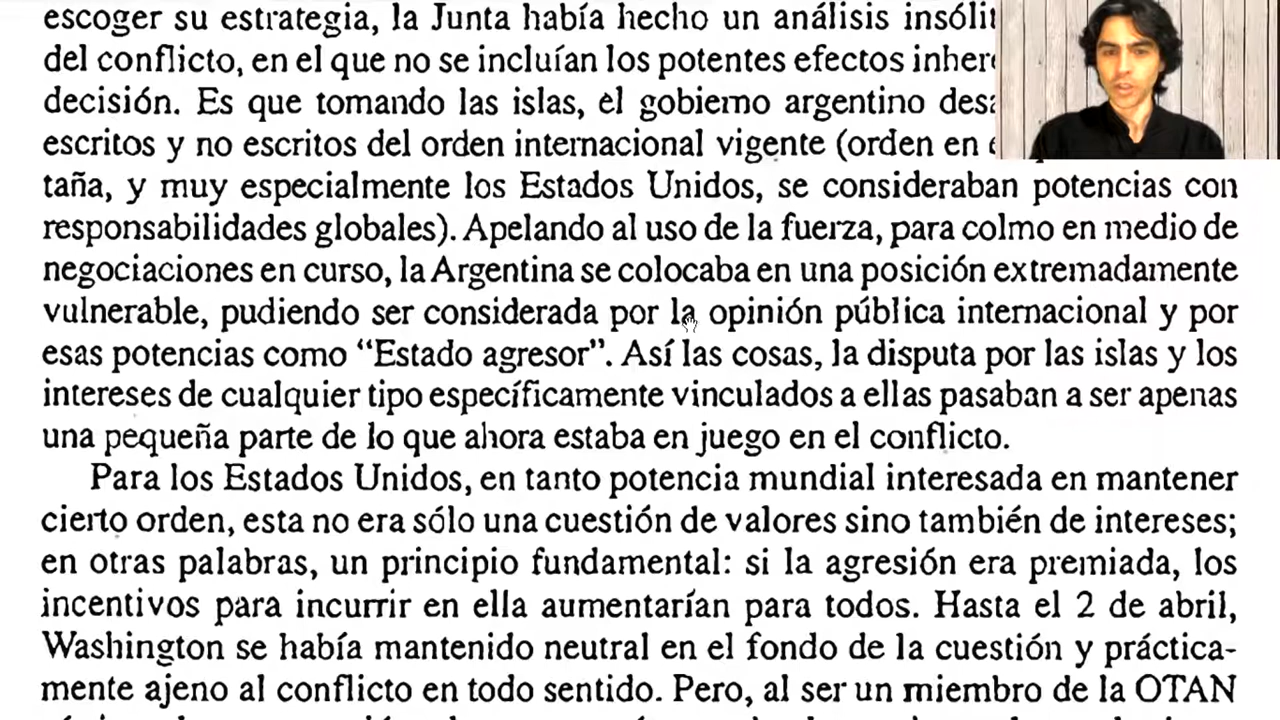 escoger su estrategia, la Junta había hecho un análisis
del conflicto, en el que no se incluían los potentes efectos
decisión. Es que tomando las islas, el gobierno argentino
escritos y no escritos del orden internacional vigente (orden en
taña, y muy especialmente los Estados Unidos, se consideraban potencias con
responsabilidades globales). Apelando al uso de la fuerza, para colmo en medio de
negociaciones en curso, la Argentina se colocaba en una posición extremadamente
vulnerable, pudiendo ser considerada por la opinión pública internacional y por
esas potencias como “Estado agresor”. Así las cosas, la disputa por las islas y los
intereses de cualquier tipo específicamente vinculados a ellas pasaban a ser apenas
una pequeña parte de lo que ahora estaba en juego en el conflicto.
Para los Estados Unidos, en tanto potencia mundial interesada en mantener
cierto orden, esta no era sólo una cuestión de valores sino también de intereses;
en otras palabras, un principio fundamental: si la agresión era premiada, los
incentivos para incurrir en ella aumentarían para todos. Hasta el 2 de abril,
Washington se había mantenido neutral en el fondo de la cuestión y práctica-
mente ajeno al conflicto en todo sentido. Pero, al ser un miembro de la OTAN